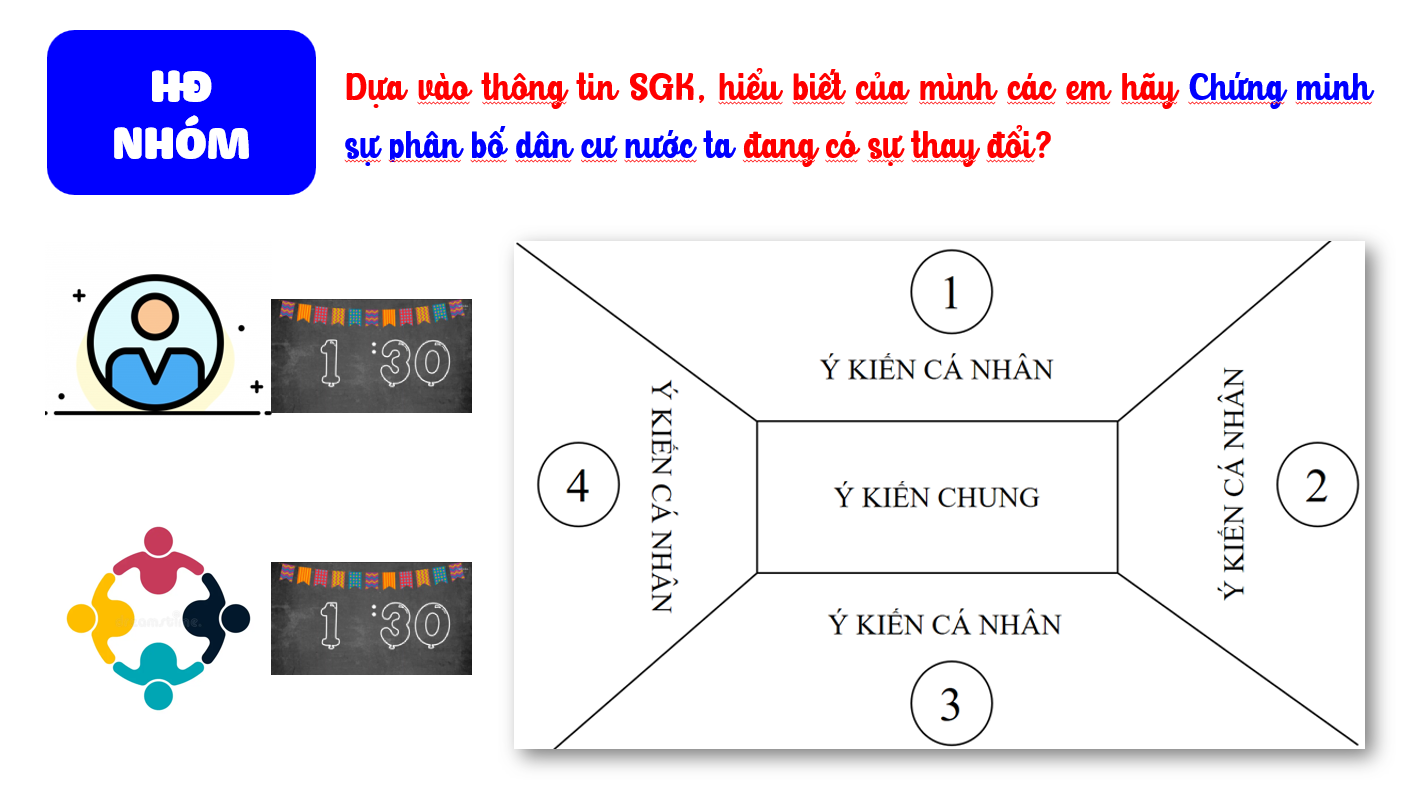 HĐ
NHÓM
Dựa vào thông tin SGK, hiểu biết của mình các em hãy Chứng minh
sự phân bố dân cư nước ta đang có sự thay đổi?
1 :30
1 :30
1
Ý KIẾN CÁ NHÂN
4
Ý KIẾN CÁ NHÂN
Ý KIẾN CHUNG
Ý KIẾN CÁ NHÂN
2
Ý KIẾN CÁ NHÂN
3